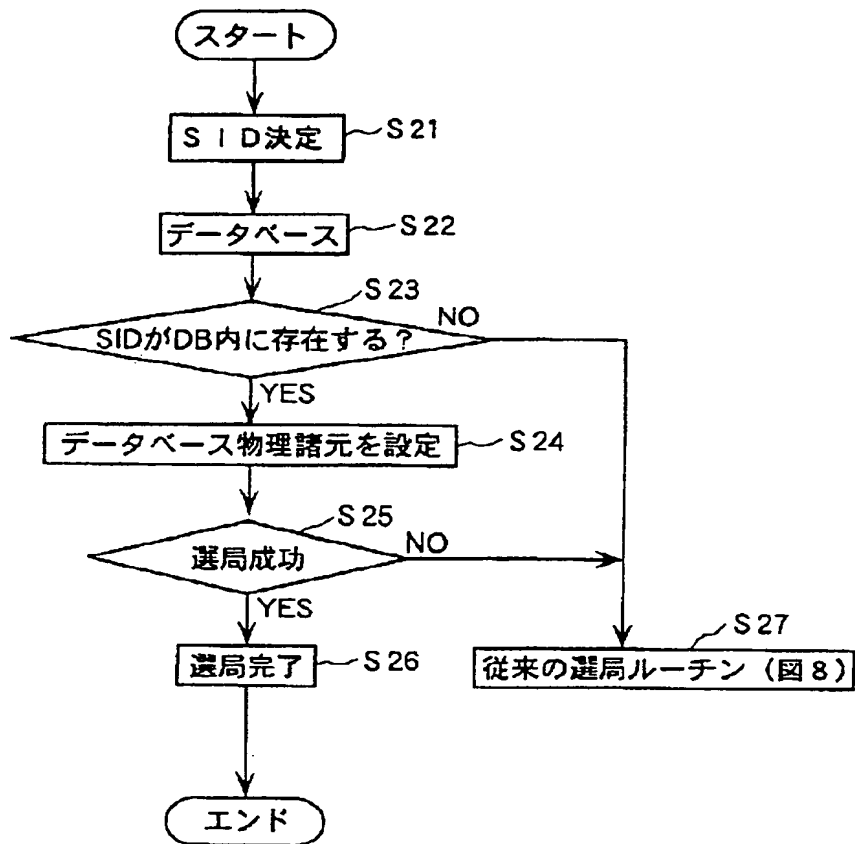 スタート
SID決定 S21
データベース S22
S23
SIDがDB内に存在する? NO
YES
データベース物理諸元を設定 S24
S25
選局成功 NO
YES
S27
選局完了 S26
従来の選局ルーチン(図8)
エンド